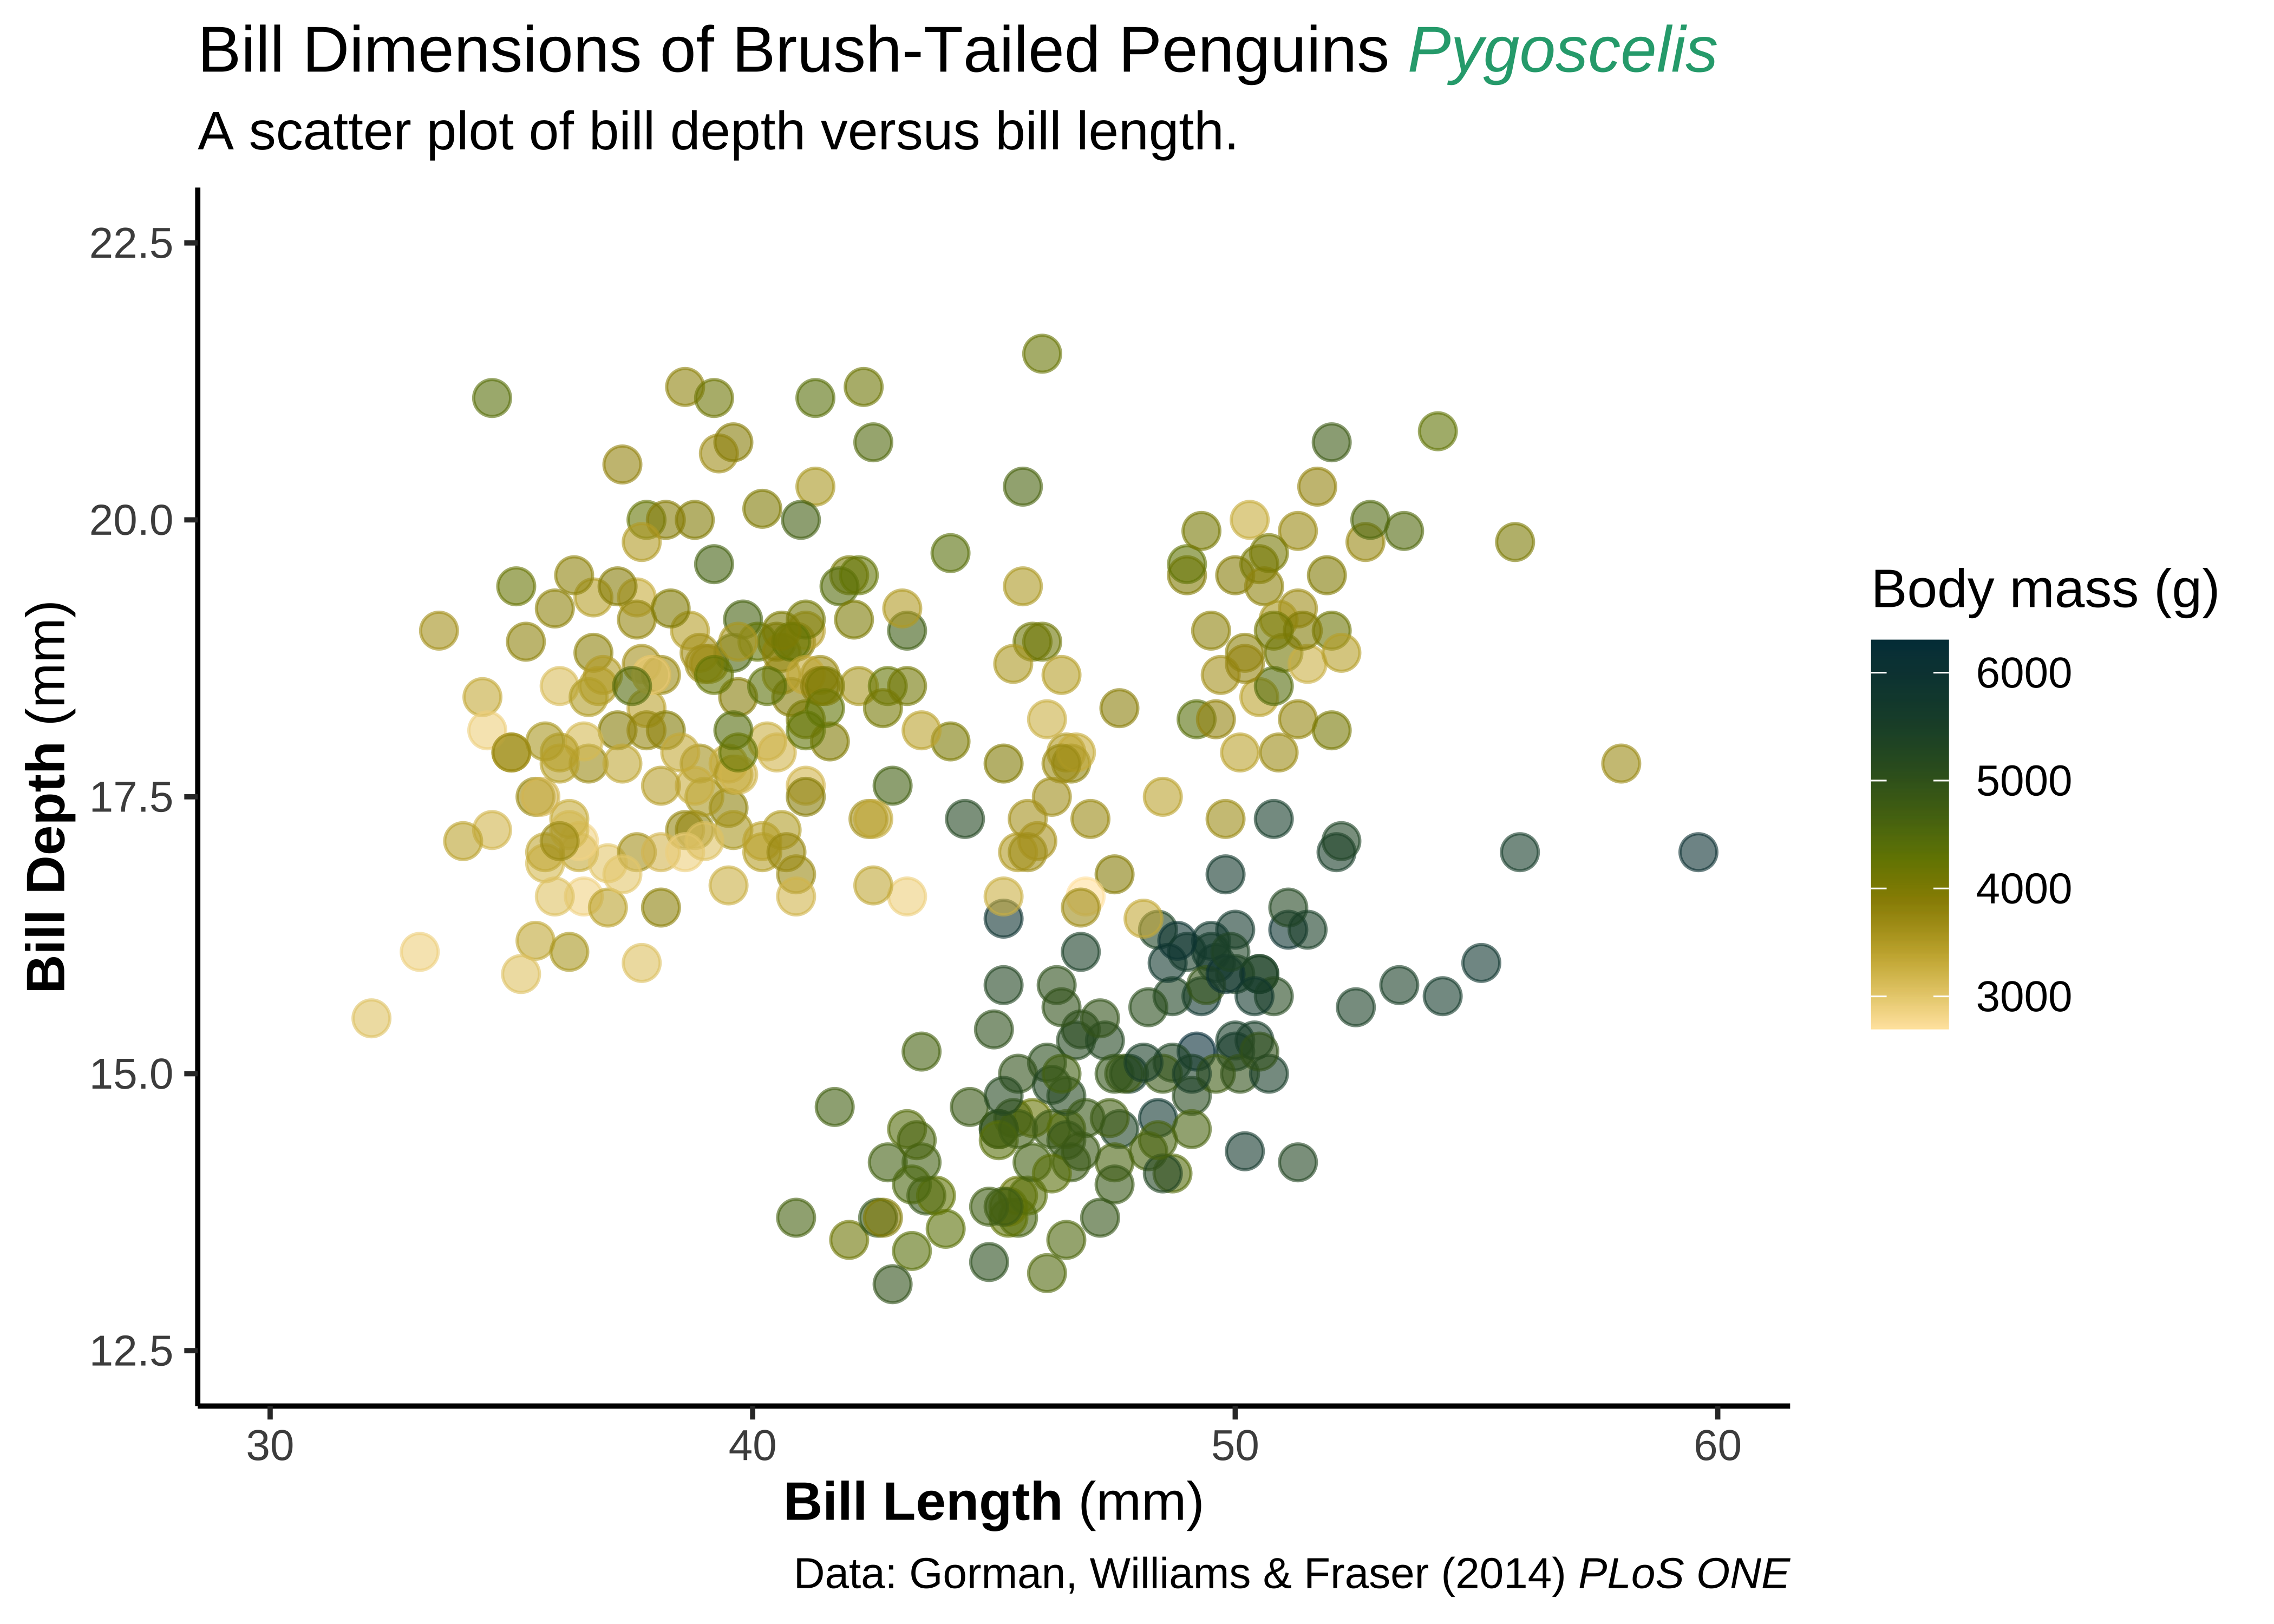 Bill Dimensions of Brush-Tailed Penguins Pygoscelis
A scatter plot of bill depth versus bill length.
Bill Depth (mm)
22.5
20.0
17.5
15.0
12.5
30 40 50 60
Bill Length (mm)
Body mass (g)
6000
5000
4000
3000
Data: Gorman, Williams & Fraser (2014) PLoS ONE